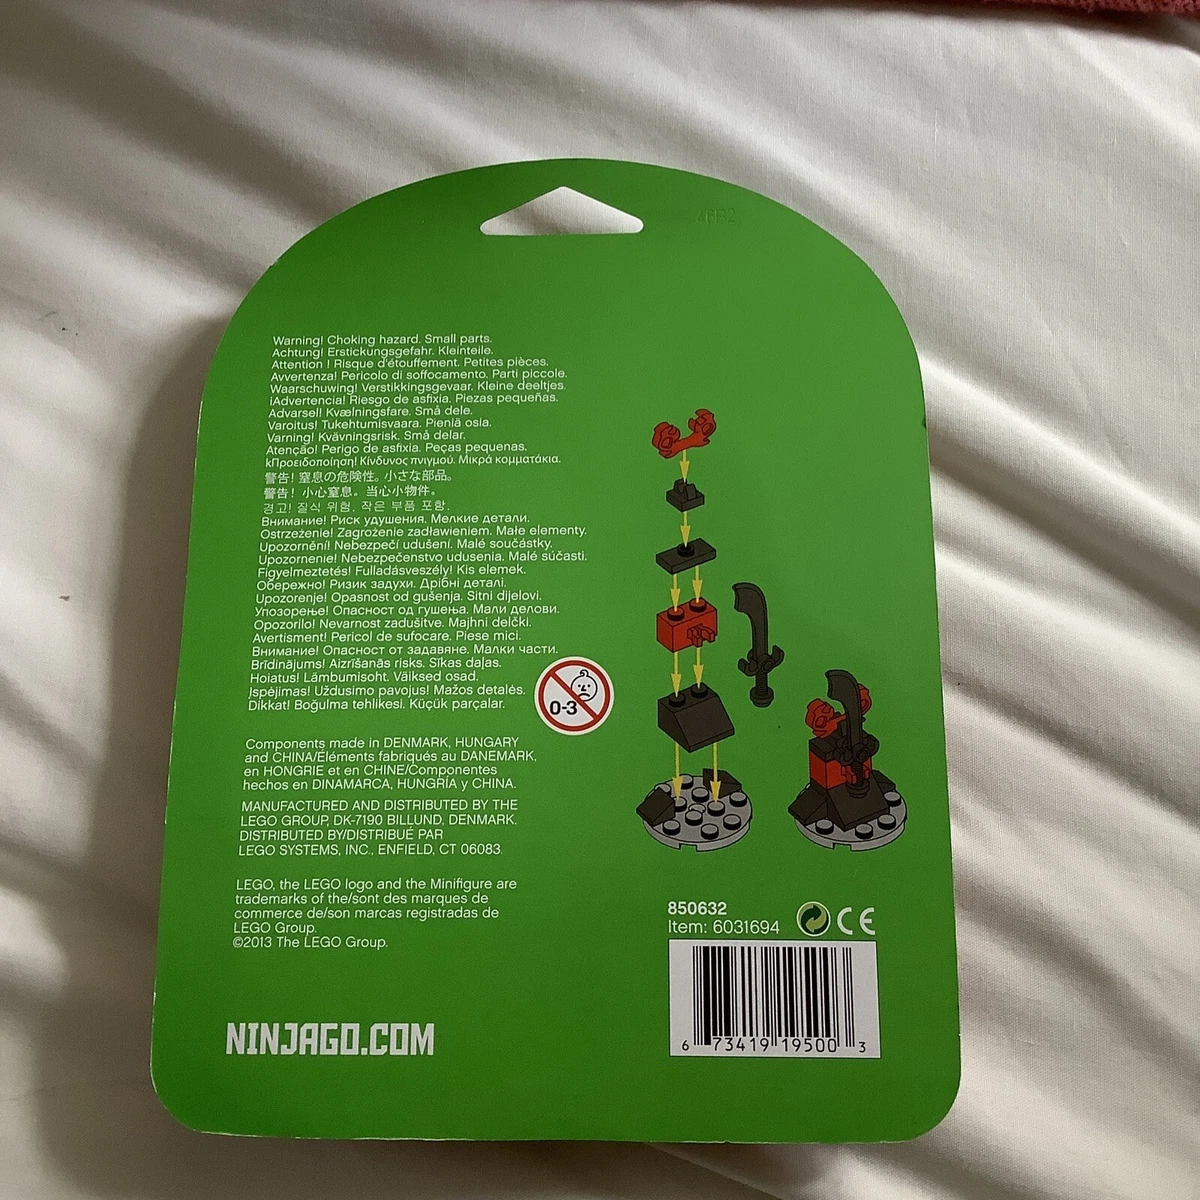 Warning! Choking hazard. Small parts.
Achtung! Erstickungsgefahr. Kleinteile.
Attention ! Risque d'étouffement. Petites pièces.
Avvertenza! Pericolo di soffocamento. Parti piccole.
Waarschuwing! Verstikkingsgevaar. Kleine deeltjes.
¡Advertencia! Riesgo de asfixia. Piezas pequeñas.
Advarsel! Kvælningsfare. Små dele.
Varoitus! Tukehtumisvaara. Pieniä osia.
Varning! Kvävningsrisk. Små delar.
Atenção! Perigo de asfixia. Peças pequenas.
kΠροειδοποίηση! Κίνδυνος πνιγμού. Μικρά κομματάκια.
警告! 窒息の危険性。小さな部品。
警告! 小心窒息。当心小物件。
경고! 질식 위험. 작은 부품 포함.
Внимание! Риск удушения. Мелкие детали.
Ostrzeżenie! Zagrożenie zadławieniem. Małe elementy.
Upozornění! Nebezpečí udušení. Malé součástky.
Upozornenie! Nebezpečenstvo udusenia. Malé súčasti.
Figyelmeztetés! Fulladásveszély! Kis elemek.
Обережно! Ризик задухи. Дрібні деталі.
Upozorenje! Opasnost od gušenja. Sitni dijelovi.
Упозорење! Опасност од гушења. Мали делови.
Opozorilo! Nevarnost zadušitve. Majhni delčki.
Avertisment! Pericol de sufocare. Piese mici.
Внимание! Опасност от задавяне. Малки части.
Brīdinājums! Aizrīšanās risks. Sīkas daļas.
Hoiatus! Lämbumisoht. Väiksed osad.
Įspėjimas! Uždusimo pavojus! Mažos detalės.
Dikkat! Boğulma tehlikesi. Küçük parçalar.
0-3
Components made in DENMARK, HUNGARY
and CHINA/Éléments fabriqués au DANEMARK,
en HONGRIE et en CHINE/Componentes
hechos en DINAMARCA, HUNGRÍA y CHINA.
MANUFACTURED AND DISTRIBUTED BY THE
LEGO GROUP, DK-7190 BILLUND, DENMARK.
DISTRIBUTED BY/DISTRIBUÉ PAR
LEGO SYSTEMS, INC., ENFIELD, CT 06083.
LEGO, the LEGO logo and the Minifigure are
trademarks of the/sont des marques de
commerce de/son marcas registradas de
LEGO Group.
©2013 The LEGO Group.
850632
Item: 6031694
CE
6 73419 19500 3
NINJAGO.COM